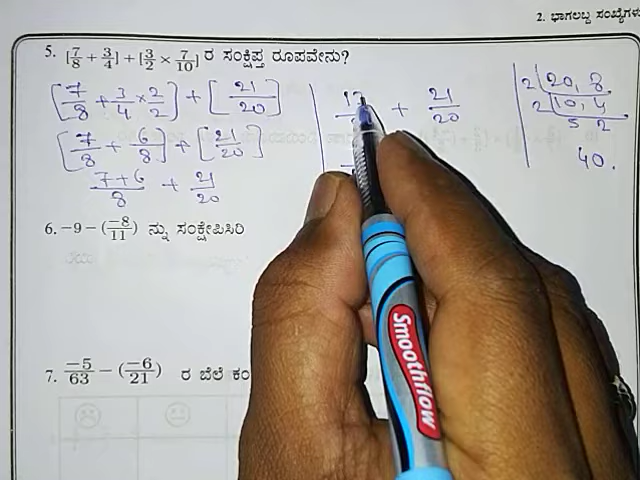 2. ಭಾಗಲಬ್ಧ ಸಂಖ್ಯೆಗಳು
5. [7/8 + 3/4] + [3/2 × 7/10] ರ ಸಂಕ್ಷಿಪ್ತ ರೂಪವೇನು?
[7/8 + 3/4 × 2/2] + [21/20]
[7/8 + 6/8] + [21/20]
7+6/8 + 21/20
13 + 21/20
2 20, 8
2 10, 4
5 2
40.
6. −9 − (−8/11) ನ್ನು ಸಂಕ್ಷೇಪಿಸಿರಿ
7. −5/63 − (−6/21) ರ ಬೆಲೆ ಕಂ
Smoothflow